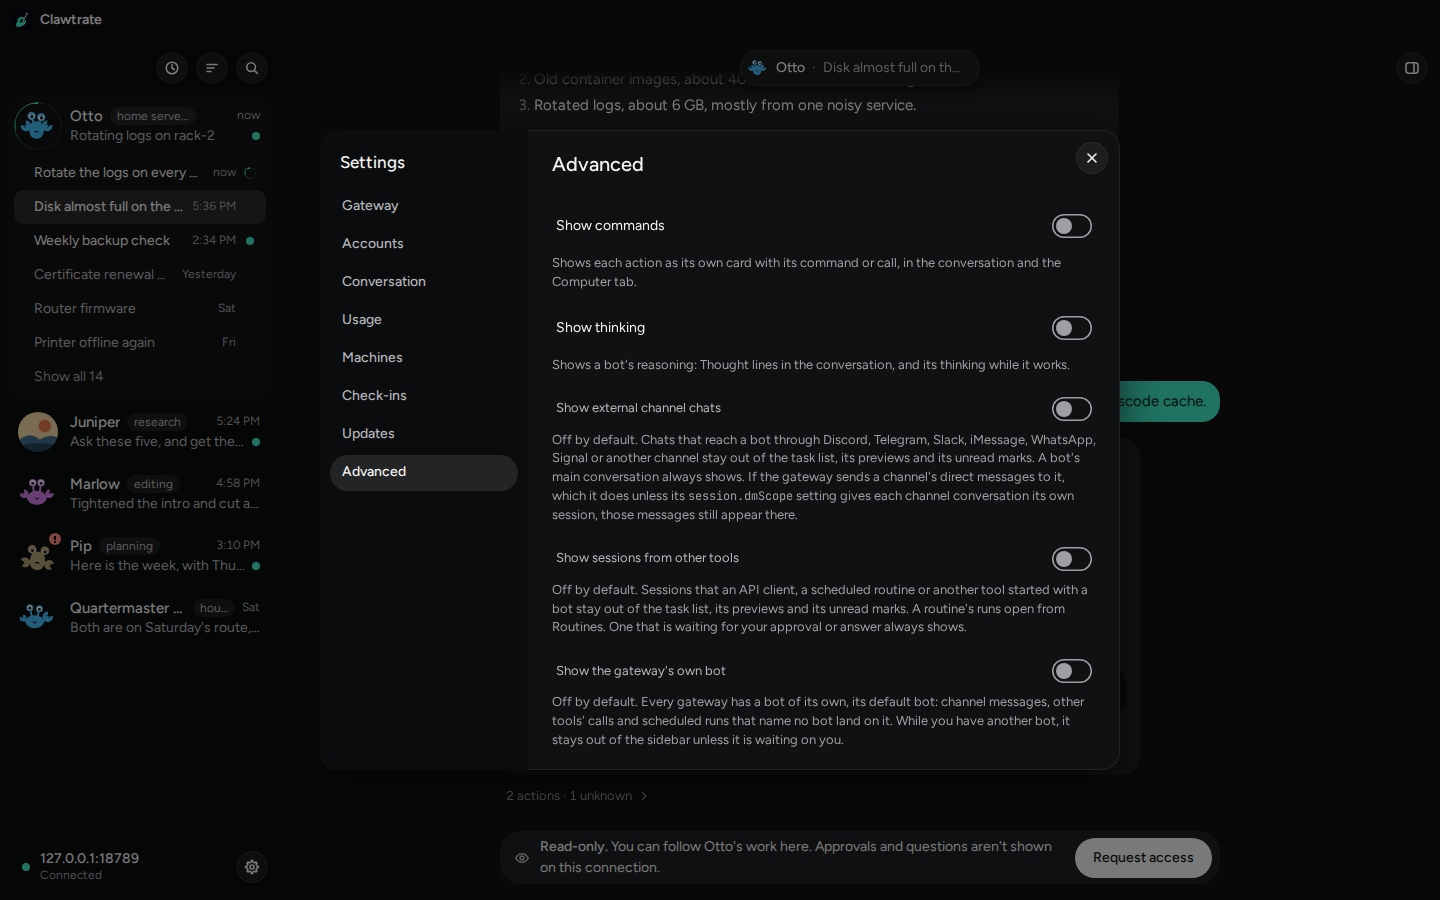 Clawtrate
Otto · Disk almost full on th...
2. Old container images, about 40
3. Rotated logs, about 6 GB, mostly from one noisy service.
Otto home serve... now
Rotating logs on rack-2
Rotate the logs on every ... now
Disk almost full on the ... 5:36 PM
Weekly backup check 2:34 PM
Certificate renewal ... Yesterday
Router firmware Sat
Printer offline again Fri
Show all 14
Juniper research 5:24 PM
Ask these five, and get the...
Marlow editing 4:58 PM
Tightened the intro and cut a...
Pip planning 3:10 PM
Here is the week, with Thu...
Quartermaster ... hou... Sat
Both are on Saturday's route,...
127.0.0.1:18789
Connected
Settings
Gateway
Accounts
Conversation
Usage
Machines
Check-ins
Updates
Advanced
Advanced
Show commands
Shows each action as its own card with its command or call, in the conversation and the
Computer tab.
Show thinking
Shows a bot's reasoning: Thought lines in the conversation, and its thinking while it works.
Show external channel chats
Off by default. Chats that reach a bot through Discord, Telegram, Slack, iMessage, WhatsApp,
Signal or another channel stay out of the task list, its previews and its unread marks. A bot's
main conversation always shows. If the gateway sends a channel's direct messages to it,
which it does unless its session.dmScope setting gives each channel conversation its own
session, those messages still appear there.
Show sessions from other tools
Off by default. Sessions that an API client, a scheduled routine or another tool started with a
bot stay out of the task list, its previews and its unread marks. A routine's runs open from
Routines. One that is waiting for your approval or answer always shows.
Show the gateway's own bot
Off by default. Every gateway has a bot of its own, its default bot: channel messages, other
tools' calls and scheduled runs that name no bot land on it. While you have another bot, it
stays out of the sidebar unless it is waiting on you.
scode cache.
2 actions · 1 unknown
Read-only. You can follow Otto's work here. Approvals and questions aren't shown
on this connection.
Request access